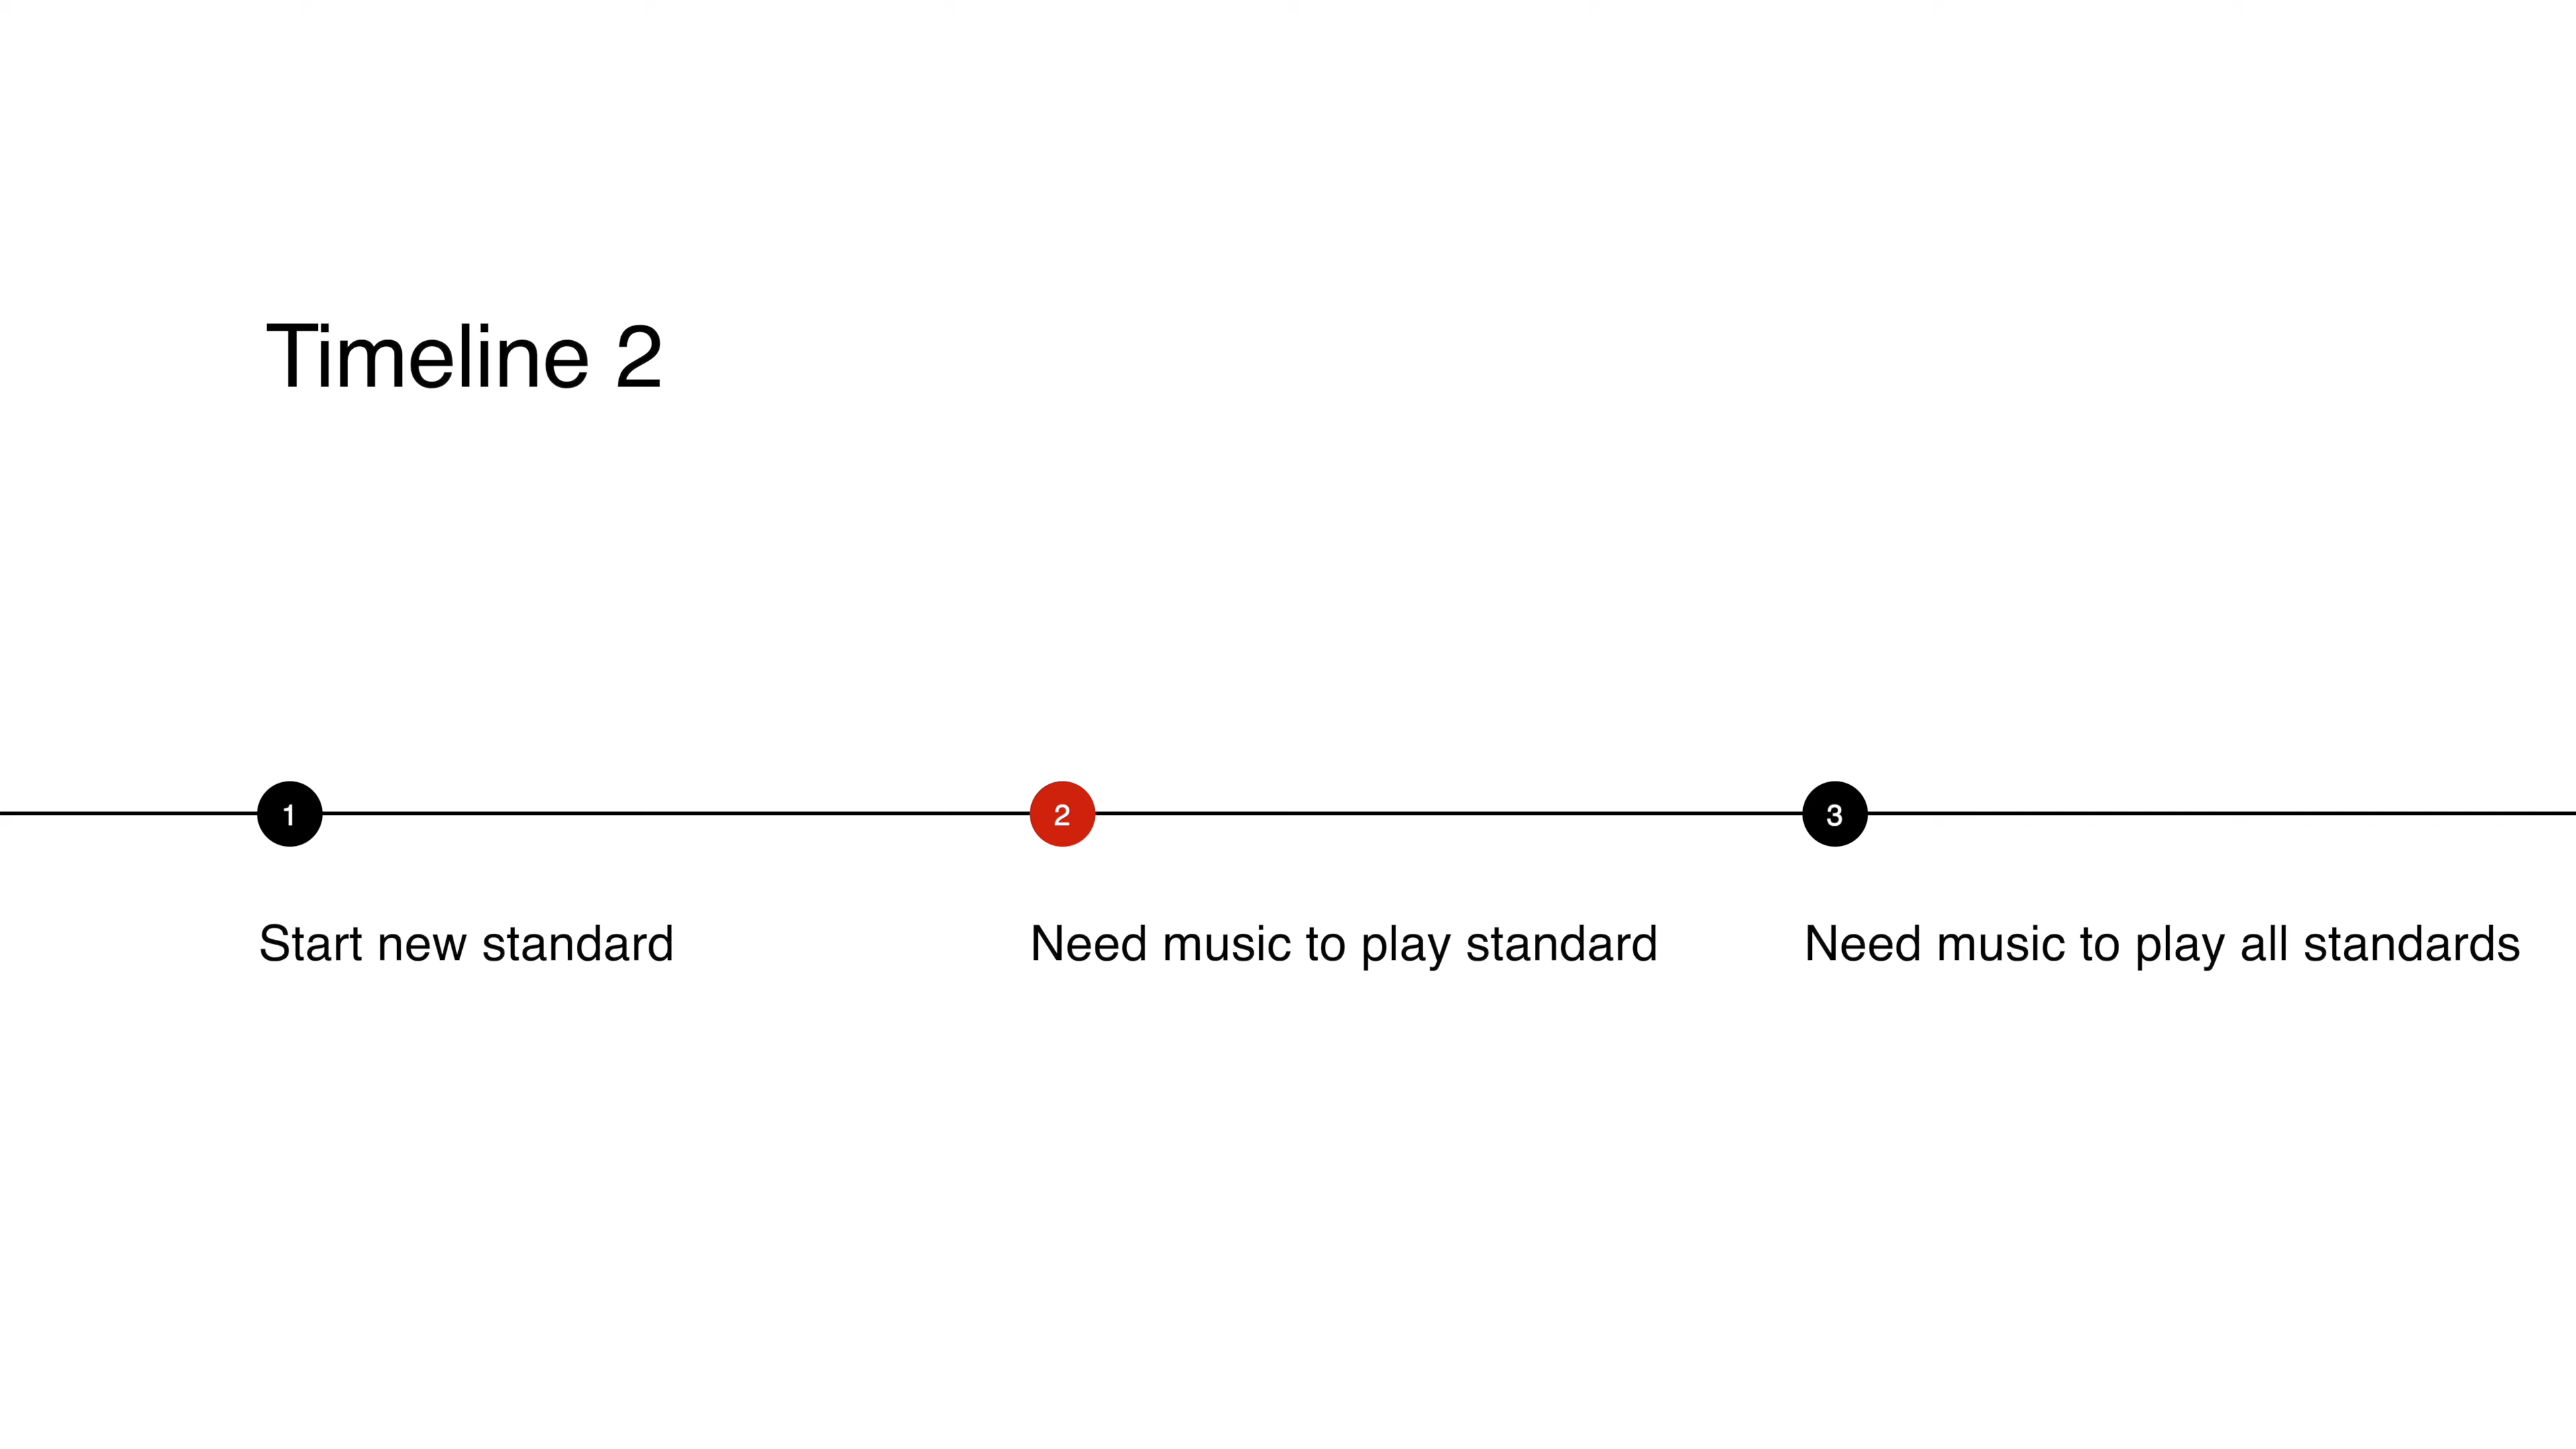 Timeline 2
1
2
3
Start new standard
Need music to play standard
Need music to play all standards